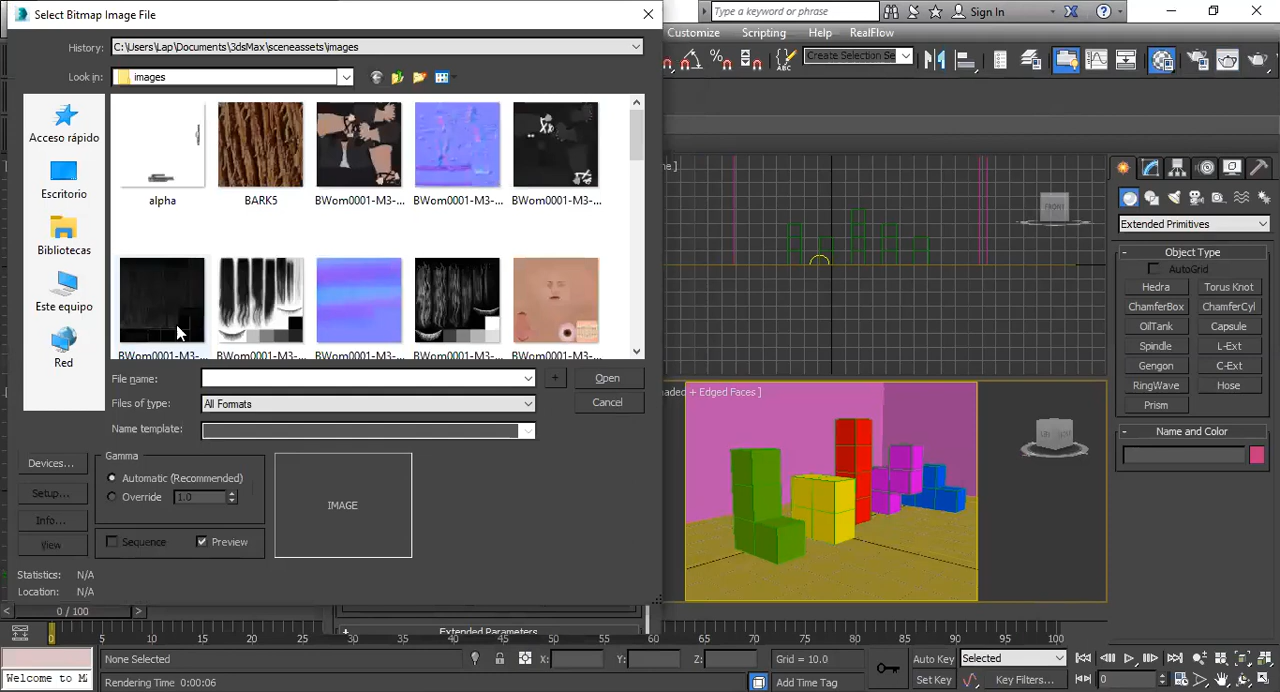 Select Bitmap Image File
Type a keyword or phrase
Sign In
Customize Scripting Help RealFlow
Create Selection Se
History: C:\Users\Lap\Documents\3dsMax\sceneassets\images
Look in: images
Acceso rápido
Escritorio
Bibliotecas
Este equipo
Red
alpha BARK5 BWom0001-M3-... BWom0001-M3-... BWom0001-M3-...
BWom0001-M3-... BWom0001-M3-... BWom0001-M3-... BWom0001-M3-... BWom0001-M3-...
File name:
Open
Files of type: All Formats
Cancel
Name template:
Devices...
Setup...
Info...
View
Gamma
Automatic (Recommended)
Override 1.0
Sequence Preview
IMAGE
Statistics: N/A
Location: N/A
FRONT
haded + Edged Faces ]
Extended Primitives
Object Type
AutoGrid
Hedra Torus Knot
ChamferBox ChamferCyl
OilTank Capsule
Spindle L-Ext
Gengon C-Ext
RingWave Hose
Prism
Name and Color
Extended Parameters
0 / 100
0 5 10 15 20 25 30 35 40 45 50 55 60 65 70 75 80 85 90 95 100
None Selected
X: Y: Z: Grid = 10.0
Auto Key Selected
Welcome to M
Rendering Time 0:00:06
Add Time Tag
Set Key Key Filters...
0